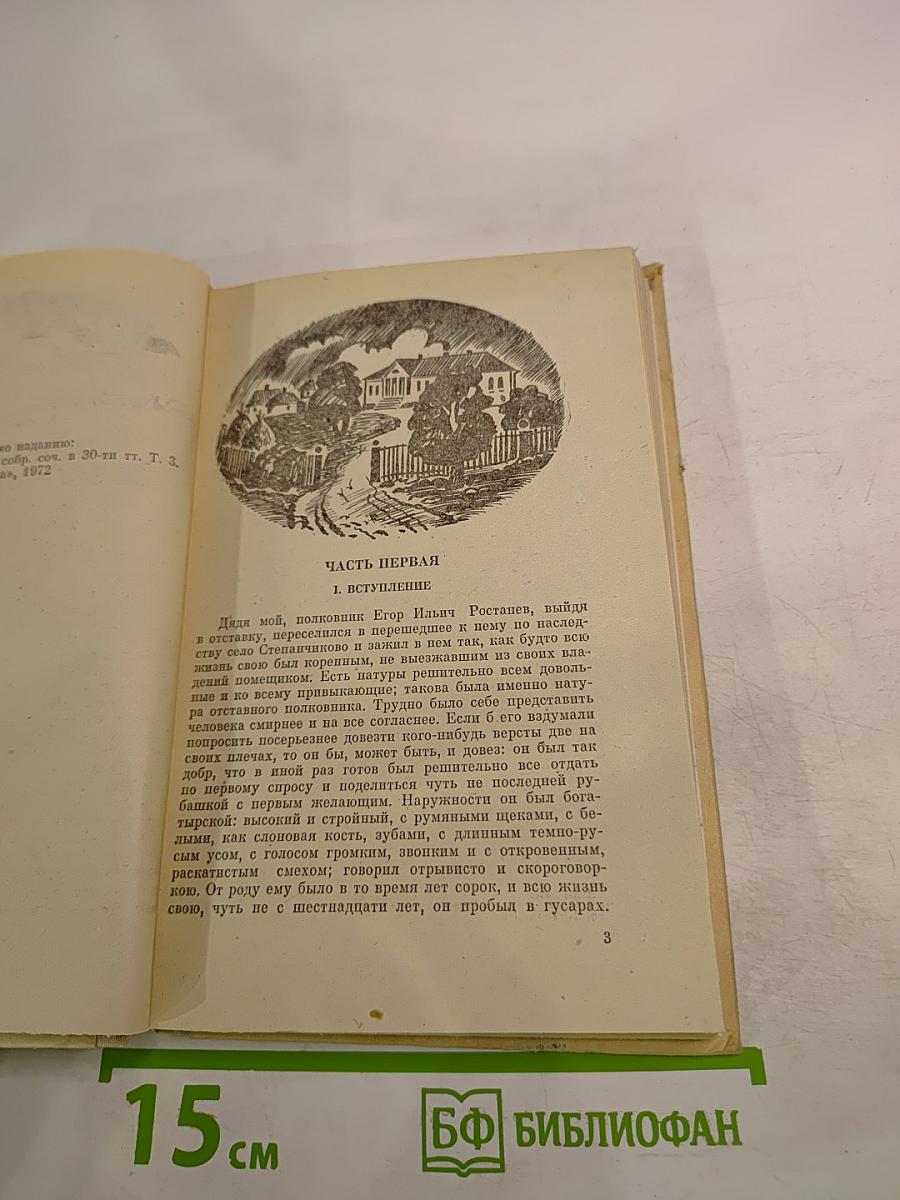 но изданию:
собр. соч. в 30-ти тт. Т. 3.
1972
ЧАСТЬ ПЕРВАЯ
I. ВСТУПЛЕНИЕ
Дядя мой, полковник Егор Ильич Ростанев, выйдя
в отставку, переселился в перешедшее к нему по наслед-
ству село Степанчиково и зажил в нем так, как будто всю
жизнь свою был коренным, не выезжавшим из своих вла-
дений помещиком. Есть натуры решительно всем доволь-
ные и ко всему привыкающие; такова была именно нату-
ра отставного полковника. Трудно было себе представить
человека смирнее и на все согласнее. Если б его вздумали
попросить посерьезнее довезти кого-нибудь версты две на
своих плечах, то он бы, может быть, и довез: он был так
добр, что в иной раз готов был решительно все отдать
по первому спросу и поделиться чуть не последней ру-
башкой с первым желающим. Наружности он был бога-
тырской: высокий и стройный, с румяными щеками, с бе-
лыми, как слоновая кость, зубами, с длинным темно-ру-
сым усом, с голосом громким, звонким и с откровенным,
раскатистым смехом; говорил отрывисто и скороговор-
кою. От роду ему было в то время лет сорок, и всю жизнь
свою, чуть не с шестнадцати лет, он пробыл в гусарах.
3
15 см
БФ БИБЛИОФАН